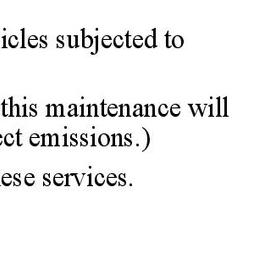 icles subjected to
this maintenance will
ect emissions.)
ese services.